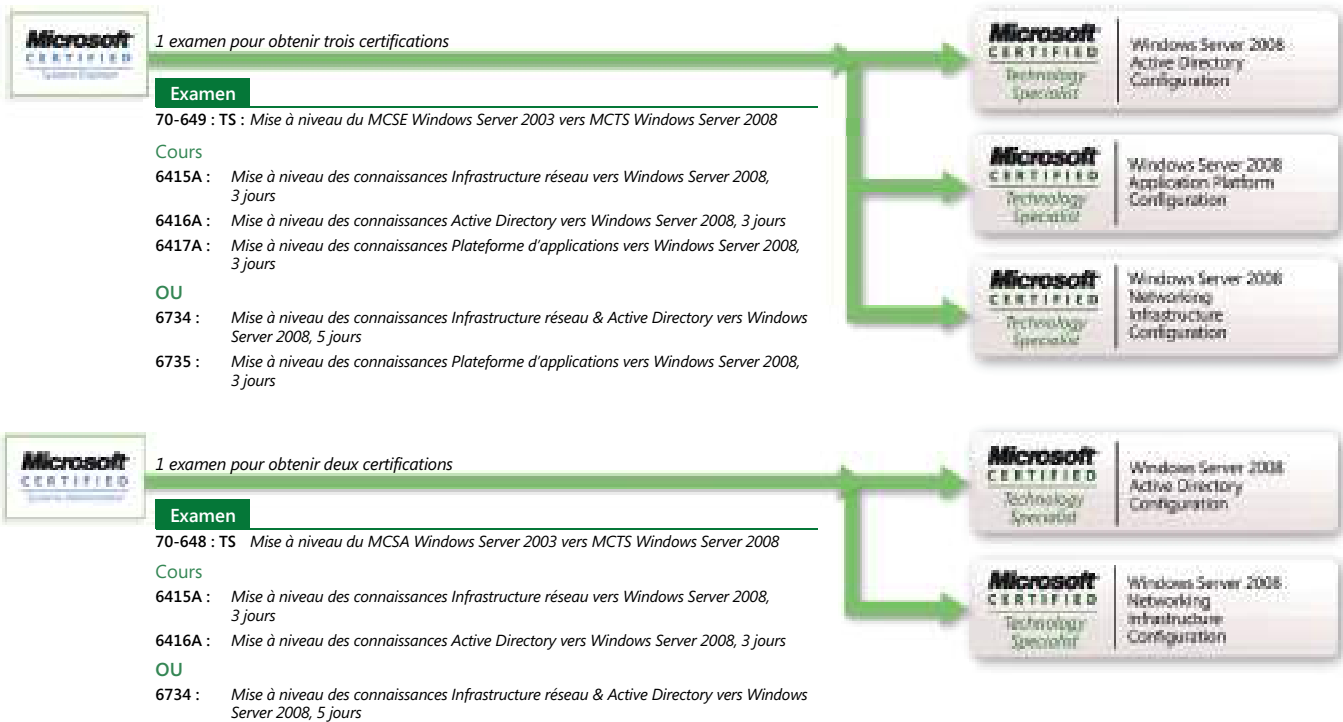 Microsoft
CERTIFIED
Systems Engineer
1 examen pour obtenir trois certifications
Examen
70-649 : TS : Mise à niveau du MCSE Windows Server 2003 vers MCTS Windows Server 2008
Cours
6415A : Mise à niveau des connaissances Infrastructure réseau vers Windows Server 2008,
3 jours
6416A : Mise à niveau des connaissances Active Directory vers Windows Server 2008, 3 jours
6417A : Mise à niveau des connaissances Plateforme d'applications vers Windows Server 2008,
3 jours
OU
6734 : Mise à niveau des connaissances Infrastructure réseau & Active Directory vers Windows
Server 2008, 5 jours
6735 : Mise à niveau des connaissances Plateforme d'applications vers Windows Server 2008,
3 jours
Microsoft
CERTIFIED
Technology
Specialist
Windows Server 2008
Active Directory
Configuration
Microsoft
CERTIFIED
Technology
Specialist
Windows Server 2008
Application Platform
Configuration
Microsoft
CERTIFIED
Technology
Specialist
Windows Server 2008
Networking
Infrastructure
Configuration
Microsoft
CERTIFIED
Systems Administrator
1 examen pour obtenir deux certifications
Examen
70-648 : TS Mise à niveau du MCSA Windows Server 2003 vers MCTS Windows Server 2008
Cours
6415A : Mise à niveau des connaissances Infrastructure réseau vers Windows Server 2008,
3 jours
6416A : Mise à niveau des connaissances Active Directory vers Windows Server 2008, 3 jours
OU
6734 : Mise à niveau des connaissances Infrastructure réseau & Active Directory vers Windows
Server 2008, 5 jours
Microsoft
CERTIFIED
Technology
Specialist
Windows Server 2008
Active Directory
Configuration
Microsoft
CERTIFIED
Technology
Specialist
Windows Server 2008
Networking
Infrastructure
Configuration